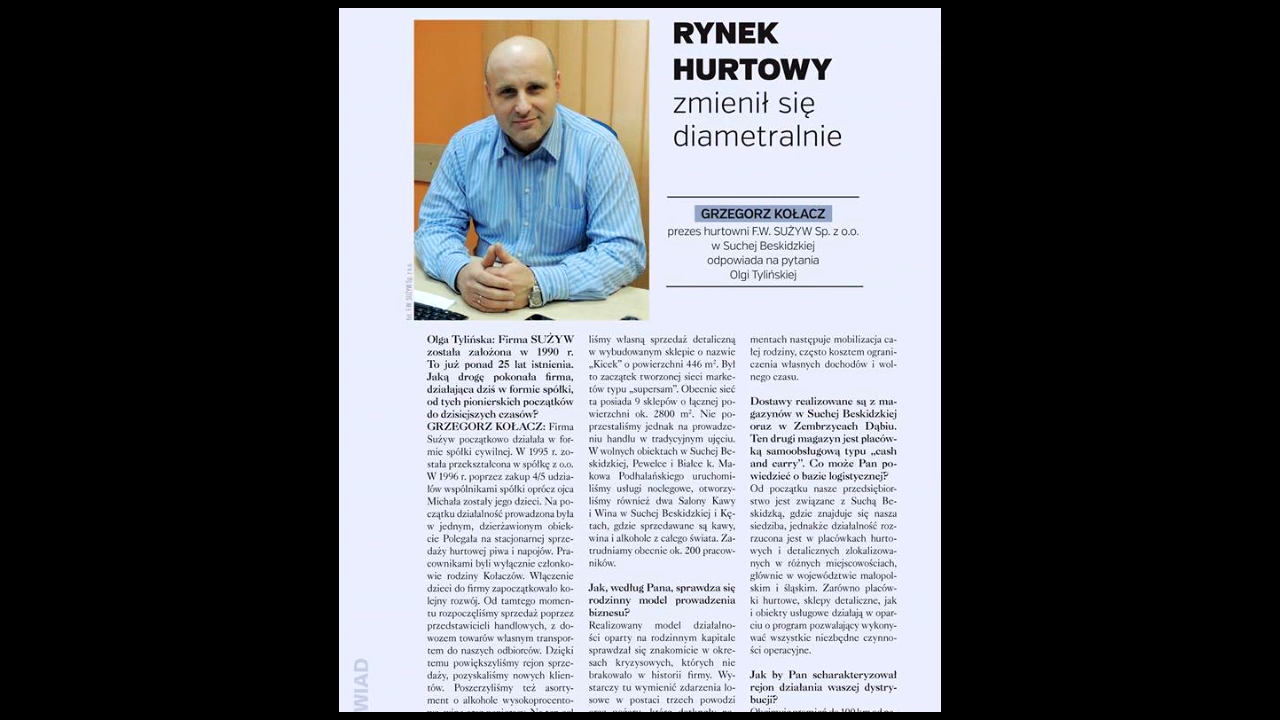 RYNEK
HURTOWY
zmienił się
diametralnie
GRZEGORZ KOŁACZ
prezes hurtowni F.W. SUŻYW Sp. z o.o.
w Suchej Beskidzkiej
odpowiada na pytania
Olgi Tylińskiej
fot. F.W. SUŻYW Sp. z o.o.
Olga Tylińska: Firma SUŻYW
została założona w 1990 r.
To już ponad 25 lat istnienia.
Jaką drogę pokonała firma,
działająca dziś w formie spółki,
od tych pionierskich początków
do dzisiejszych czasów?
GRZEGORZ KOŁACZ: Firma
Sużyw początkowo działała w for-
mie spółki cywilnej. W 1995 r. zo-
stała przekształcona w spółkę z o.o.
W 1996 r. poprzez zakup 4/5 udzia-
łów wspólnikami spółki oprócz ojca
Michała zostały jego dzieci. Na po-
czątku działalność prowadzona była
w jednym, dzierżawionym obiek-
cie Polegała na stacjonarnej sprze-
daży hurtowej piwa i napojów. Pra-
cownikami byli wyłącznie członko-
wie rodziny Kołaczów. Włączenie
dzieci do firmy zapoczątkowało ko-
lejny rozwój. Od tamtego momen-
tu rozpoczęliśmy sprzedaż poprzez
przedstawicieli handlowych, z do-
wozem towarów własnym transpor-
tem do naszych odbiorców. Dzięki
temu powiększyliśmy rejon sprze-
daży, pozyskaliśmy nowych klien-
tów. Poszerzyliśmy też asorty-
ment o alkohole wysokoprocento-
liśmy własną sprzedaż detaliczną
w wybudowanym sklepie o nazwie
„Kicek” o powierzchni 446 m². Był
to zaczątek tworzonej sieci marke-
tów typu „supersam”. Obecnie sieć
ta posiada 9 sklepów o łącznej po-
wierzchni ok. 2800 m². Nie po-
przestaliśmy jednak na prowadze-
niu handlu w tradycyjnym ujęciu.
W wolnych obiektach w Suchej Be-
skidzkiej, Pewelce i Białce k. Ma-
kowa Podhalańskiego uruchomi-
liśmy usługi noclegowe, otworzy-
liśmy również dwa Salony Kawy
i Wina w Suchej Beskidzkiej i Kę-
tach, gdzie sprzedawane są kawy,
wina i alkohole z całego świata. Za-
trudniamy obecnie ok. 200 pracow-
ników.
Jak, według Pana, sprawdza się
rodzinny model prowadzenia
biznesu?
Realizowany model działalno-
ści oparty na rodzinnym kapitale
sprawdzał się znakomicie w okre-
sach kryzysowych, których nie
brakowało w historii firmy. Wy-
starczy tu wymienić zdarzenia lo-
sowe w postaci trzech powodzi
mentach następuje mobilizacja ca-
łej rodziny, często kosztem ograni-
czenia własnych dochodów i wol-
nego czasu.
Dostawy realizowane są z ma-
gazynów w Suchej Beskidzkiej
oraz w Zembrzycach Dąbiu.
Ten drugi magazyn jest placów-
ką samoobsługową typu „cash
and carry”. Co może Pan po-
wiedzieć o bazie logistycznej?
Od początku nasze przedsiębior-
stwo jest związane z Suchą Be-
skidzką, gdzie znajduje się nasza
siedziba, jednakże działalność roz-
rzucona jest w placówkach hurto-
wych i detalicznych zlokalizowa-
nych w różnych miejscowościach,
głównie w województwie małopol-
skim i śląskim. Zarówno placów-
ki hurtowe, sklepy detaliczne, jak
i obiekty usługowe działają w opar-
ciu o program pozwalający wykony-
wać wszystkie niezbędne czynno-
ści operacyjne.
Jak by Pan scharakteryzował
rejon działania waszej dystry-
bucji?
WIAD